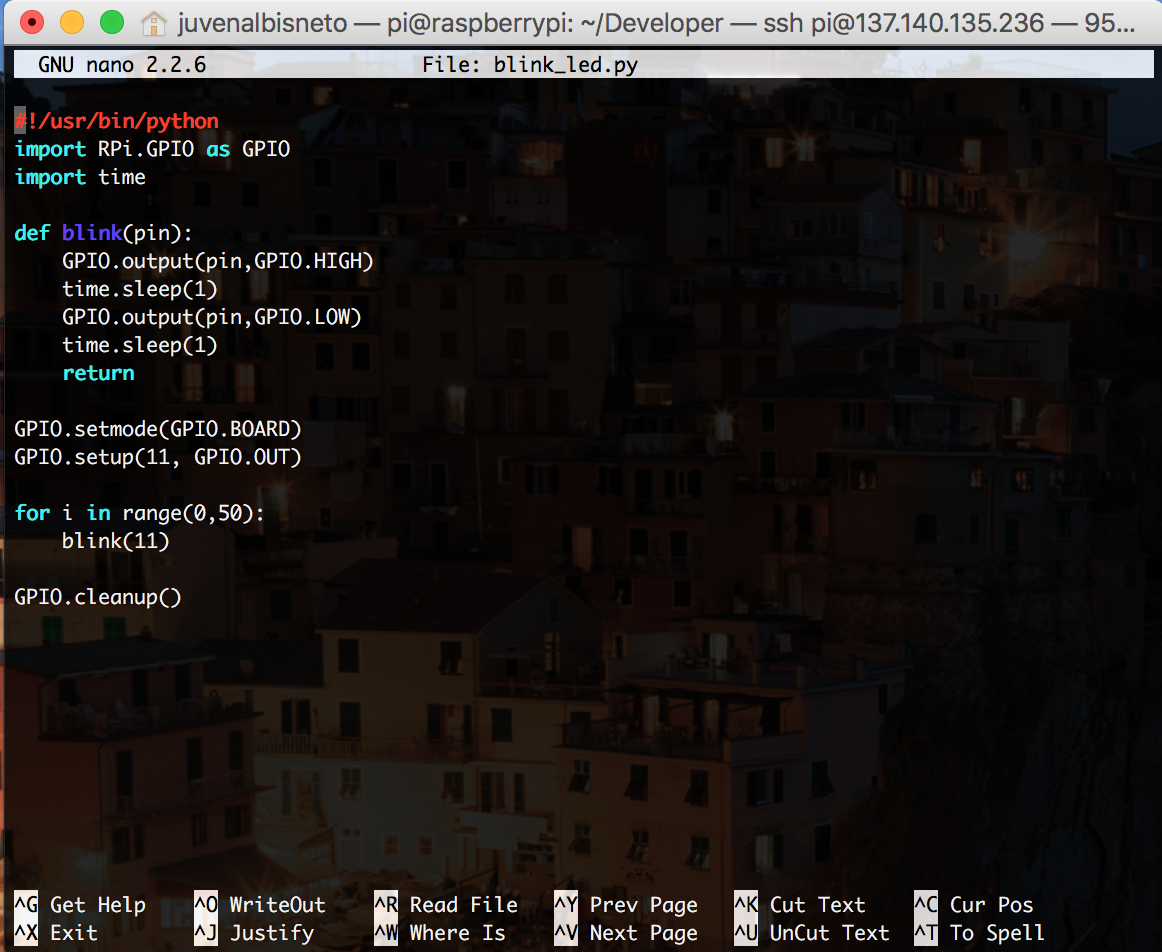 juvenalbisneto — pi@raspberrypi: ~/Developer — ssh pi@137.140.135.236 — 95...
GNU nano 2.2.6 File: blink_led.py
#!/usr/bin/python
import RPi.GPIO as GPIO
import time
def blink(pin):
    GPIO.output(pin,GPIO.HIGH)
    time.sleep(1)
    GPIO.output(pin,GPIO.LOW)
    time.sleep(1)
    return
GPIO.setmode(GPIO.BOARD)
GPIO.setup(11, GPIO.OUT)
for i in range(0,50):
    blink(11)
GPIO.cleanup()
^G Get Help ^O WriteOut ^R Read File ^Y Prev Page ^K Cut Text ^C Cur Pos
^X Exit ^J Justify ^W Where Is ^V Next Page ^U UnCut Text ^T To Spell